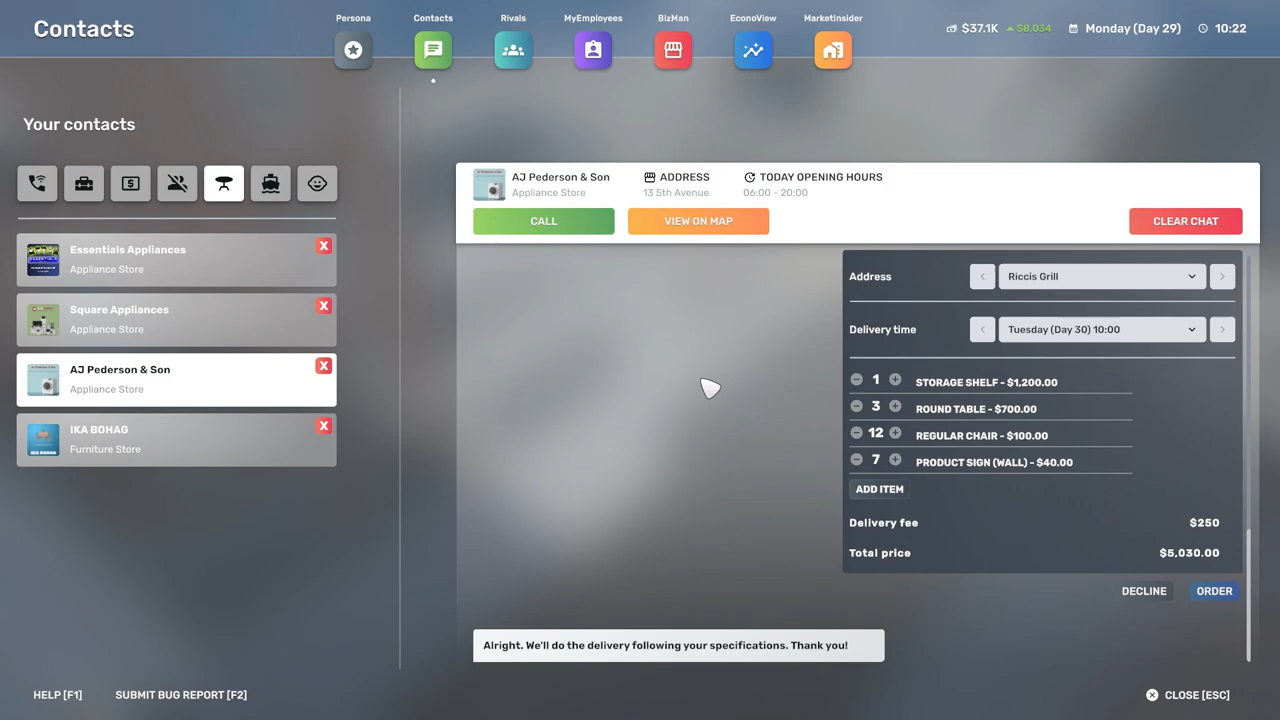 Contacts
Persona
Contacts
Rivals
MyEmployees
BizMan
EconoView
MarketInsider
$37.1K
$8,034
Monday (Day 29)
10:22
Your contacts
Essentials Appliances
Appliance Store
X
Square Appliances
Appliance Store
X
AJ Pederson & Son
Appliance Store
X
IKA BOHAG
Furniture Store
X
AJ Pederson & Son
Appliance Store
ADDRESS
13 5th Avenue
TODAY OPENING HOURS
06:00 - 20:00
CALL
VIEW ON MAP
CLEAR CHAT
Address
Riccis Grill
Delivery time
Tuesday (Day 30) 10:00
1 STORAGE SHELF - $1,200.00
3 ROUND TABLE - $700.00
12 REGULAR CHAIR - $100.00
7 PRODUCT SIGN (WALL) - $40.00
ADD ITEM
Delivery fee $250
Total price $5,030.00
DECLINE
ORDER
Alright. We'll do the delivery following your specifications. Thank you!
HELP [F1]
SUBMIT BUG REPORT [F2]
CLOSE [ESC]